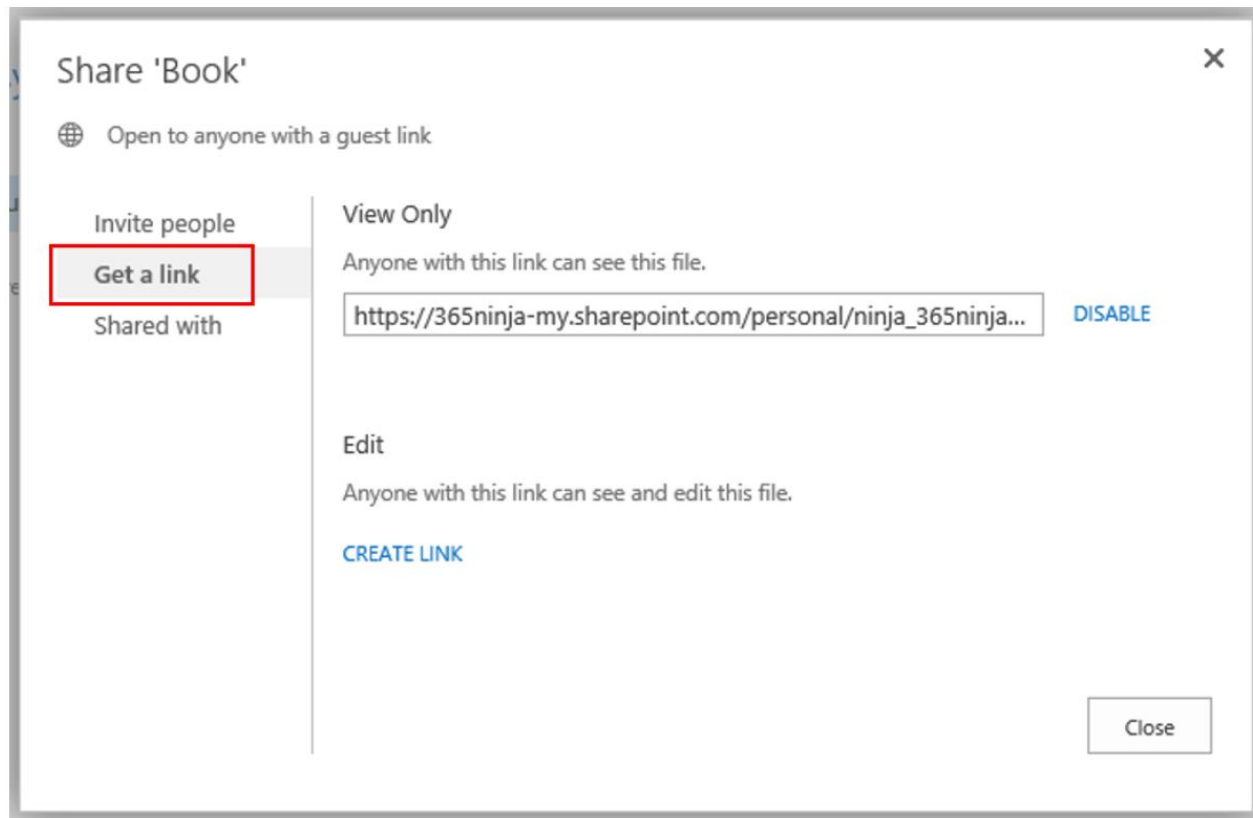 Share 'Book'
Open to anyone with a guest link
Invite people
Get a link
Shared with
View Only
Anyone with this link can see this file.
https://365ninja-my.sharepoint.com/personal/ninja_365ninja...
DISABLE
Edit
Anyone with this link can see and edit this file.
CREATE LINK
Close